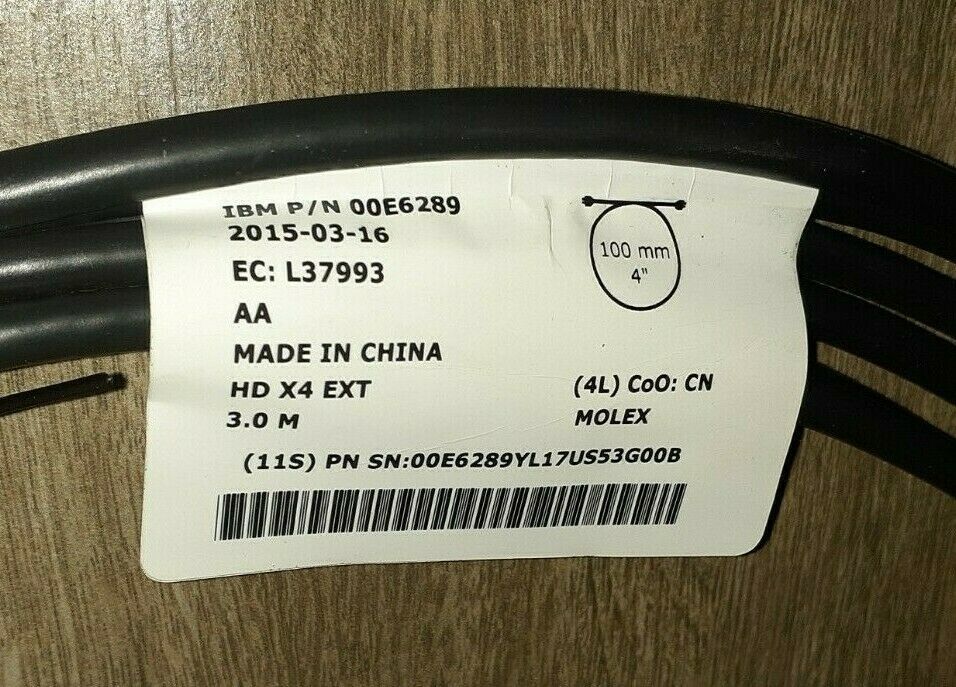 IBM P/N 00E6289
2015-03-16
EC: L37993
AA
MADE IN CHINA
HD X4 EXT
3.0 M
100 mm
4"
(4L) CoO: CN
MOLEX
(11S) PN SN:00E6289YL17US53G00B